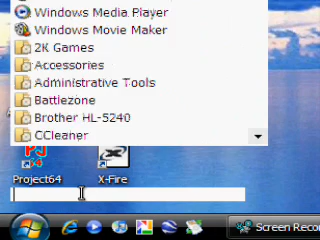 Windows Media Player
Windows Movie Maker
2K Games
Accessories
Administrative Tools
Battlezone
Brother HL-5240
CCleaner
Project64
X-Fire
Screen Reco